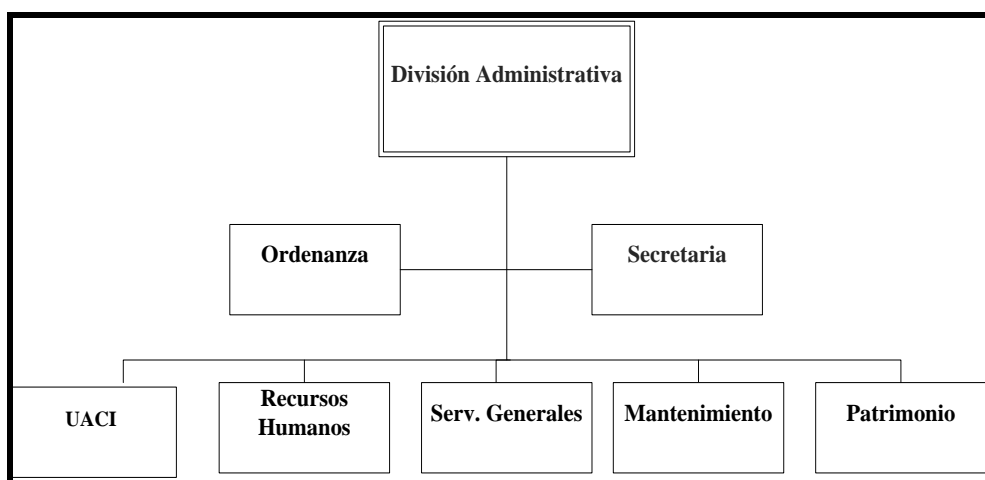 División Administrativa
Ordenanza
Secretaria
UACI
Recursos
Humanos
Serv. Generales
Mantenimiento
Patrimonio